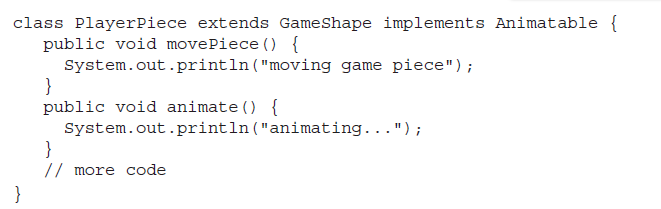 class PlayerPiece extends GameShape implements Animatable {
public void movePiece() {
System.out.println("moving game piece");
}
public void animate() {
System.out.println("animating...");
}
// more code
}